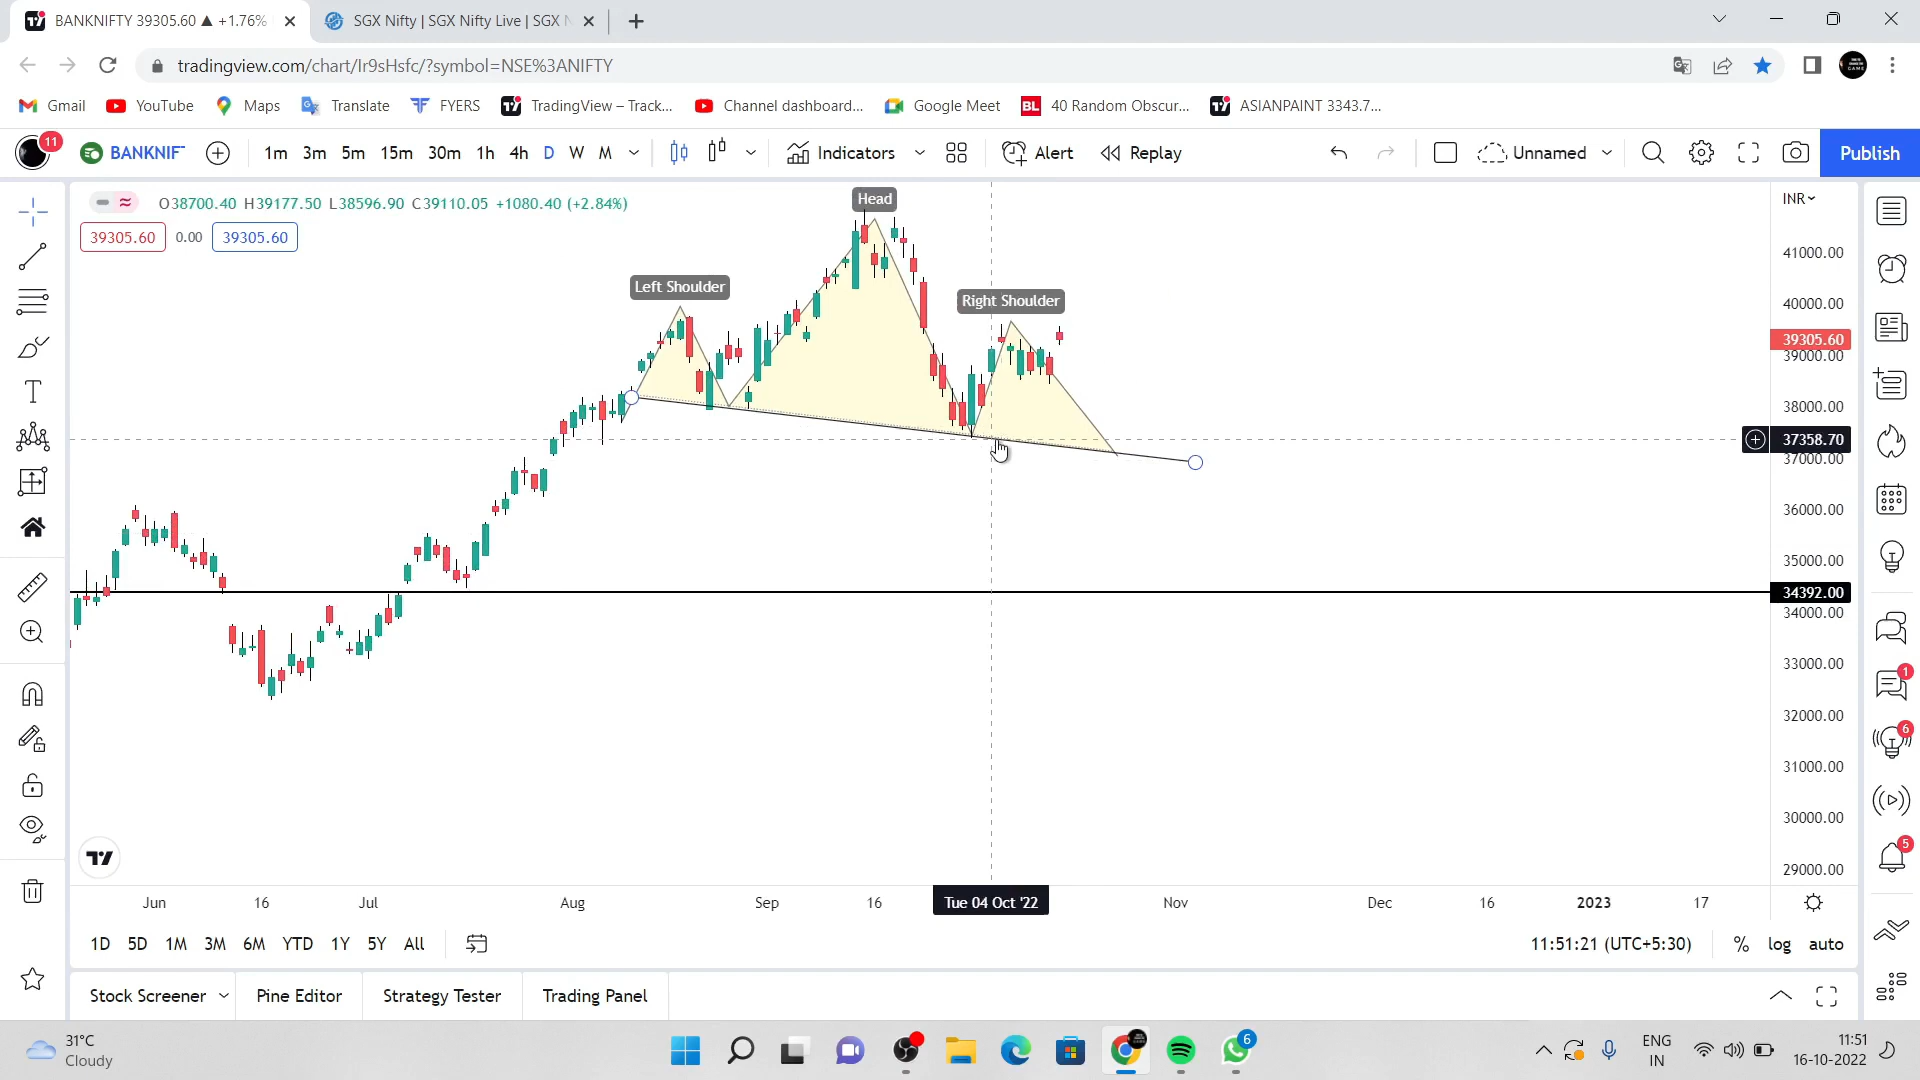 BANKNIFTY 39305.60 ▲ +1.76%
SGX Nifty | SGX Nifty Live | SGX
tradingview.com/chart/Ir9sHsfc/?symbol=NSE%3ANIFTY
Gmail YouTube Maps Translate FYERS TradingView – Track... Channel dashboard... Google Meet BL 40 Random Obscur... ASIANPAINT 3343.7...
11 BANKNIF 1m 3m 5m 15m 30m 1h 4h D W M Indicators Alert Replay Unnamed Publish
O38700.40 H39177.50 L38596.90 C39110.05 +1080.40 (+2.84%)
39305.60 0.00 39305.60
Head
Left Shoulder
Right Shoulder
INR
41000.00
40000.00
39305.60
39000.00
38000.00
37358.70
37000.00
36000.00
35000.00
34392.00
34000.00
33000.00
32000.00
31000.00
30000.00
29000.00
1
6
5
Jun 16 Jul Aug Sep 16 Tue 04 Oct '22 Nov Dec 16 2023 17
1D 5D 1M 3M 6M YTD 1Y 5Y All 11:51:21 (UTC+5:30) % log auto
Stock Screener Pine Editor Strategy Tester Trading Panel
31°C
Cloudy
6
ENG
IN
11:51
16-10-2022